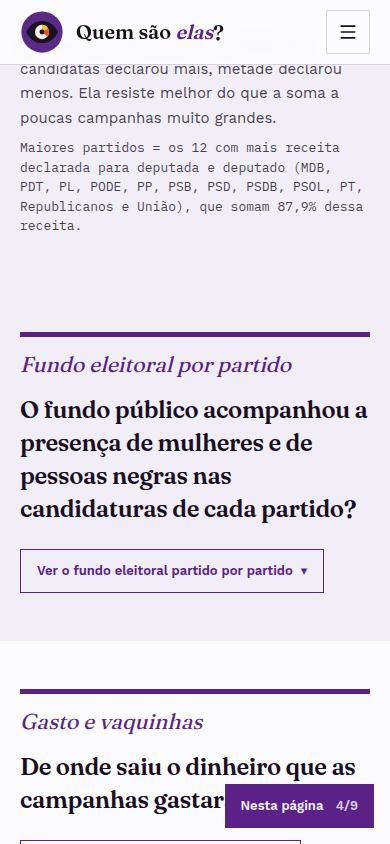 Quem são elas?
candidatas declarou mais, metade declarou
menos. Ela resiste melhor do que a soma a
poucas campanhas muito grandes.
Maiores partidos = os 12 com mais receita
declarada para deputada e deputado (MDB,
PDT, PL, PODE, PP, PSB, PSD, PSDB, PSOL, PT,
Republicanos e União), que somam 87,9% dessa
receita.
Fundo eleitoral por partido
O fundo público acompanhou a
presença de mulheres e de
pessoas negras nas
candidaturas de cada partido?
Ver o fundo eleitoral partido por partido ▾
Gasto e vaquinhas
De onde saiu o dinheiro que as
campanhas gastar
Nesta página 4/9